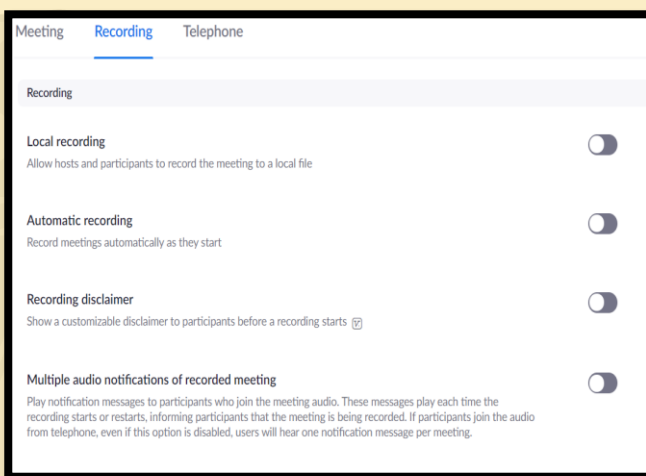 Meeting Recording Telephone
Recording
Local recording
Allow hosts and participants to record the meeting to a local file
Automatic recording
Record meetings automatically as they start
Recording disclaimer
Show a customizable disclaimer to participants before a recording starts
Multiple audio notifications of recorded meeting
Play notification messages to participants who join the meeting audio. These messages play each time the
recording starts or restarts, informing participants that the meeting is being recorded. If participants join the audio
from telephone, even if this option is disabled, users will hear one notification message per meeting.